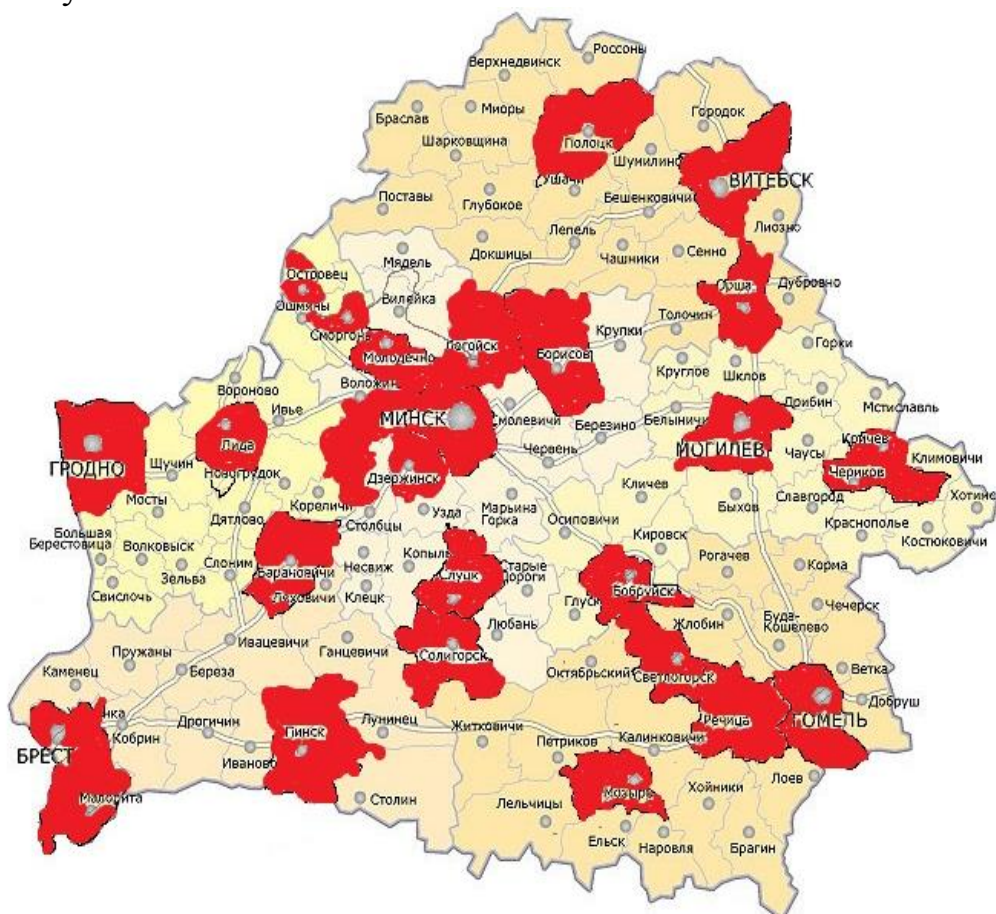 Россоны
Верхнедвинск
Браслав
Миоры
Городок
Шарковщина
Полоцк
Шумилино
Ушачи
ВИТЕБСК
Поставы
Глубокое
Бешенковичи
Лиозно
Лепель
Докшицы
Сенно
Мядель
Чашники
Островец
Орша
Дубровно
Вилейка
Ошмяны
Толочин
Сморгонь
Крупки
Логойск
Борисов
Горки
Молодечно
Круглое
Шклов
Вороново
Воложин
Дрибин
Ивье
МИНСК
Смолевичи
Белыничи
Мстиславль
Березино
Лида
МОГИЛЕВ
Кричев
Червень
Чаусы
Климовичи
ГРОДНО
Щучин
Новогрудок
Дзержинск
Чериков
Мосты
Кореличи
Кличев
Славгород
Хотимс
Узда
Марьина
Горка
Быхов
Дятлово
Столбцы
Краснополье
Большая
Берестовица
Осиповичи
Кировск
Костюковичи
Волковыск
Слоним
Копыль
Рогачев
Несвиж
Старые
Дороги
Корма
Зельва
Барановичи
Слуцк
Свислочь
Ляховичи
Клецк
Глуск
Бобруйск
Чечерск
Буда-
Кошелево
Любань
Жлобин
Ивацевичи
Пружаны
Ганцевичи
Солигорск
Каменец
Береза
Октябрьский
Светлогорск
Ветка
Добруш
нка
Дрогичин
Пинск
Лунинец
Житковичи
Речица
ГОМЕЛЬ
Кобрин
Калинковичи
БРЕСТ
Иваново
Петриков
Лоев
Малорита
Столин
Мозырь
Хойники
Лельчицы
Ельск
Наровля
Брагин